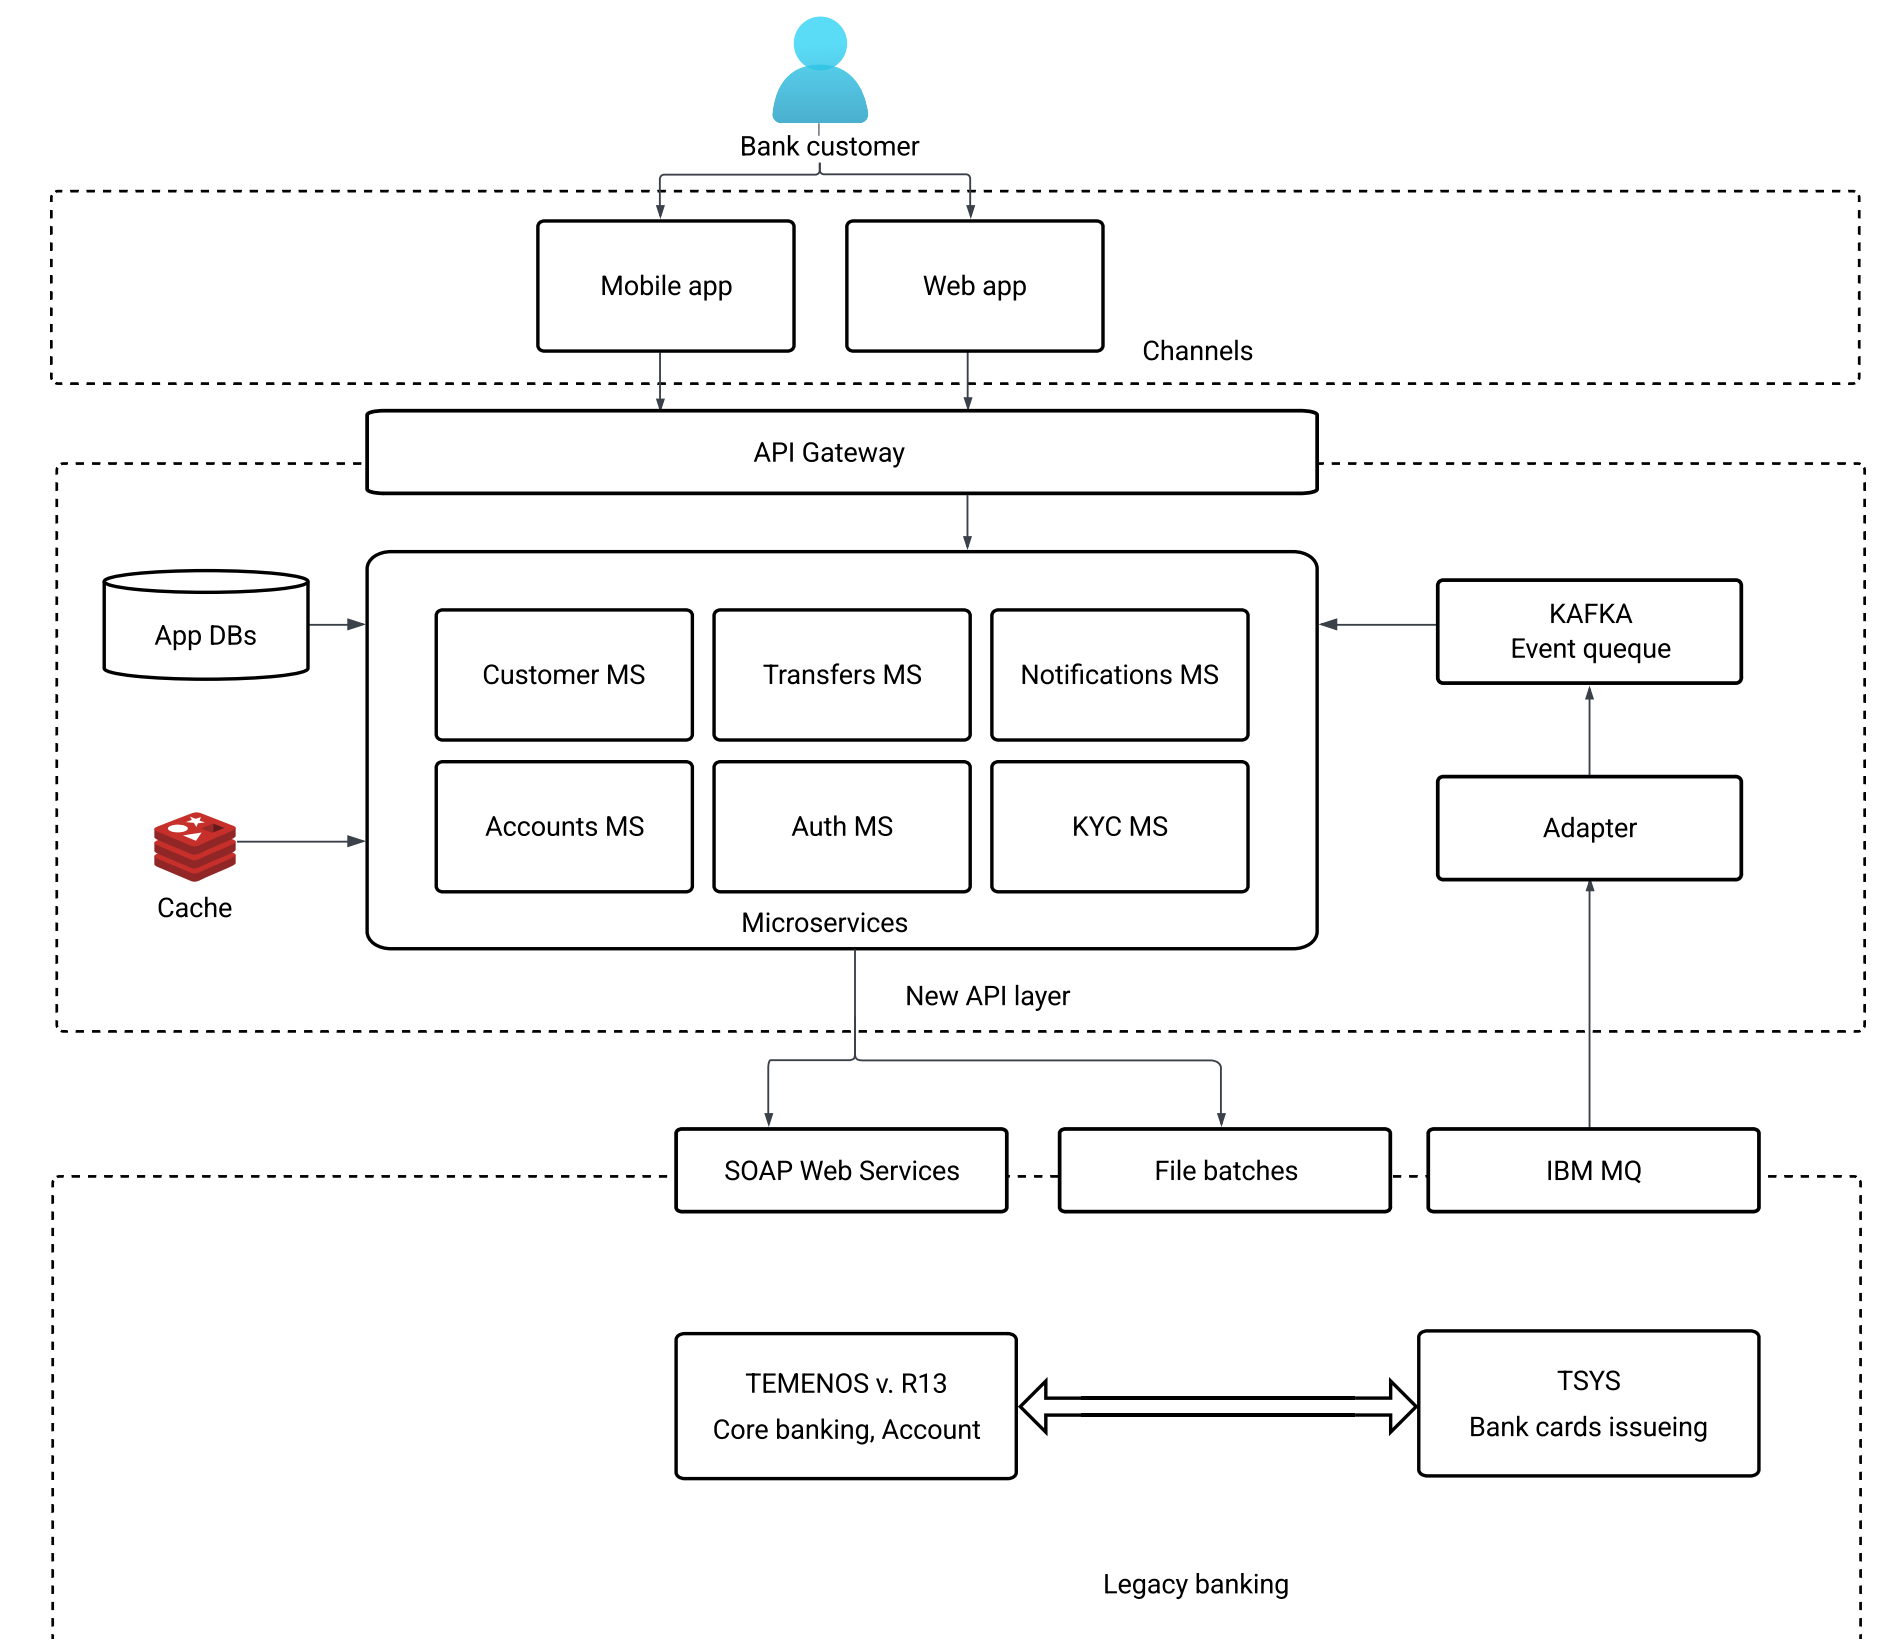 Bank customer
Mobile app
Web app
Channels
API Gateway
App DBs
Customer MS
Transfers MS
Notifications MS
KAFKA
Event queque
Accounts MS
Auth MS
KYC MS
Adapter
Cache
Microservices
New API layer
SOAP Web Services
File batches
IBM MQ
TEMENOS v. R13
Core banking, Account
TSYS
Bank cards issueing
Legacy banking